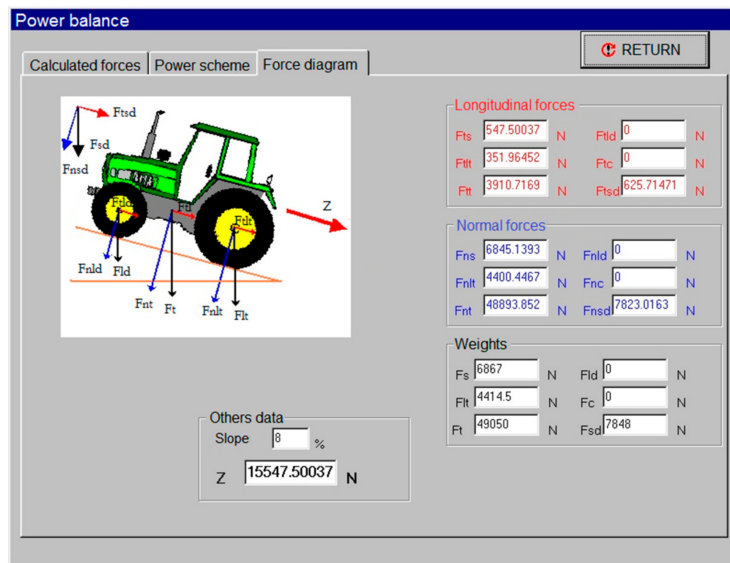 Power balance
RETURN
Calculated forces Power scheme Force diagram
Ftsd
Fsd
Fnsd
Z
Ftld Ftt Ftlt
Fnld Fld
Fnt Ft Fnlt Flt
Longitudinal forces
Fts 547.50037 N Ftld 0 N
Ftlt 351.96452 N Ftc 0 N
Ftt 3910.7169 N Ftsd 625.71471 N
Normal forces
Fns 6845.1393 N Fnld 0 N
Fnlt 4400.4467 N Fnc 0 N
Fnt 48893.852 N Fnsd 7823.0163 N
Weights
Fs 6867 N Fld 0 N
Flt 4414.5 N Fc 0 N
Ft 49050 N Fsd 7848 N
Others data
Slope 8 %
Z 15547.50037 N